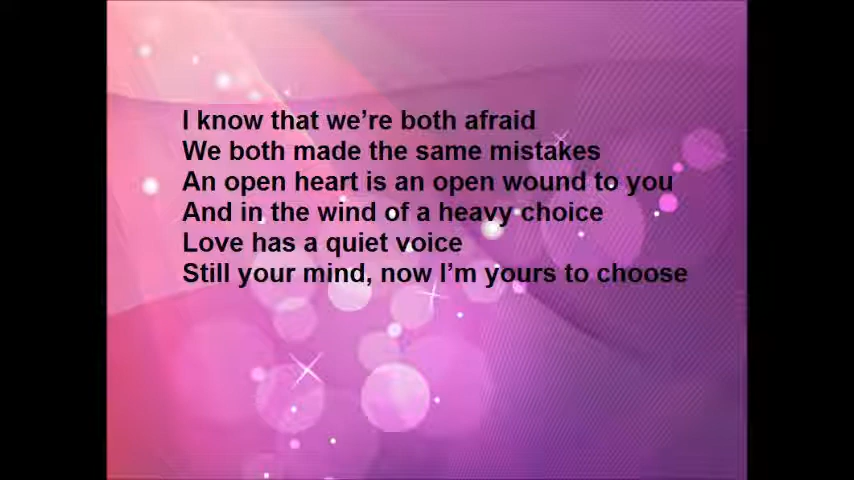 I know that we’re both afraid
We both made the same mistakes
An open heart is an open wound to you
And in the wind of a heavy choice
Love has a quiet voice
Still your mind, now I’m yours to choose